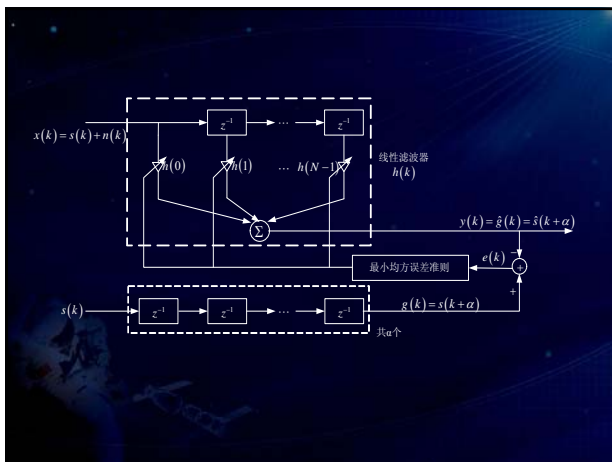 z⁻¹ ··· z⁻¹
x(k)=s(k)+n(k)
线性滤波器
h(k)
h(0) h(1) ··· h(N−1)
y(k)=ĝ(k)=ŝ(k+α)
Σ
−
e(k)
+
最小均方误差准则
+
s(k) z⁻¹ z⁻¹ ··· z⁻¹ g(k)=s(k+α)
共α个